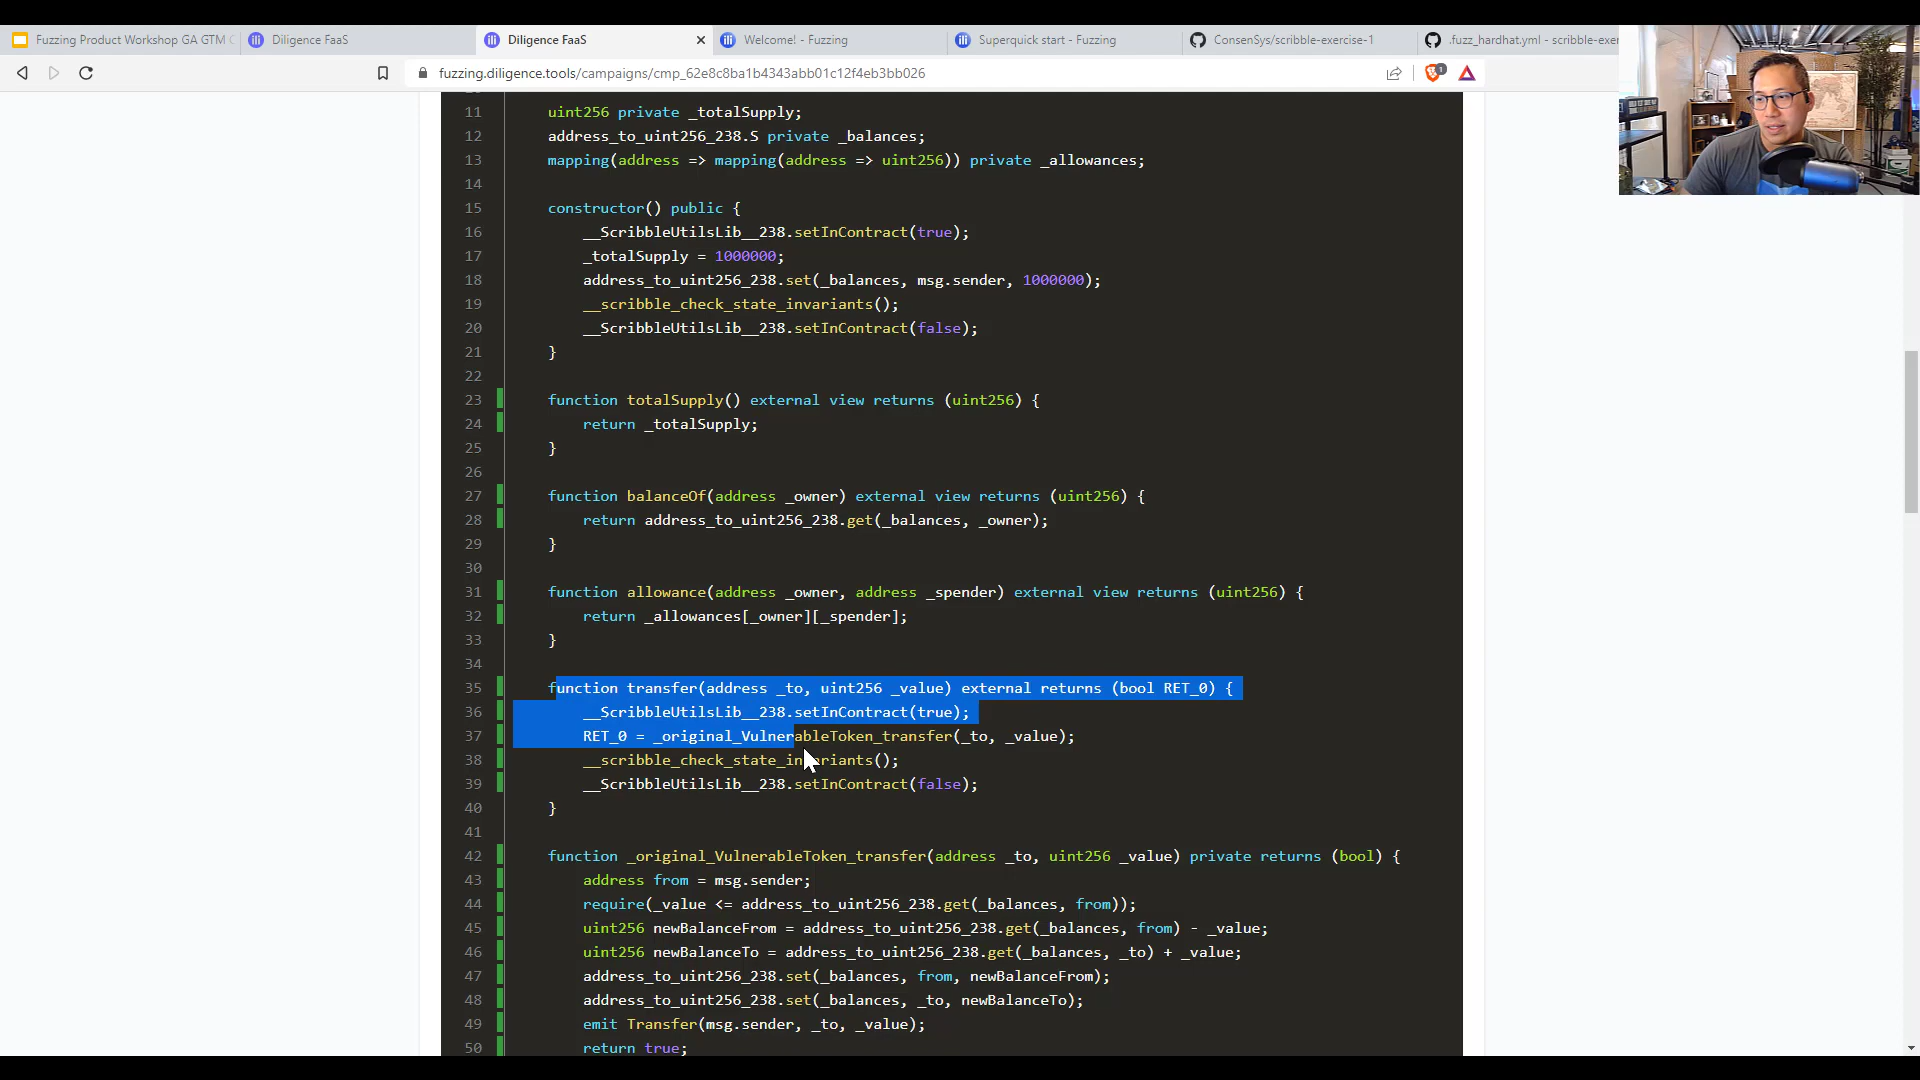 Fuzzing Product Workshop GA GTM
Diligence FaaS
Diligence FaaS
Welcome! - Fuzzing
Superquick start - Fuzzing
ConsenSys/scribble-exercise-1
.fuzz_hardhat.yml - scribble-exer
fuzzing.diligence.tools/campaigns/cmp_62e8c8ba1b4343abb01c12f4eb3bb026
1
11 uint256 private _totalSupply;
12 address_to_uint256_238.S private _balances;
13 mapping(address => mapping(address => uint256)) private _allowances;
14
15 constructor() public {
16 __ScribbleUtilsLib__238.setInContract(true);
17 _totalSupply = 1000000;
18 address_to_uint256_238.set(_balances, msg.sender, 1000000);
19 __scribble_check_state_invariants();
20 __ScribbleUtilsLib__238.setInContract(false);
21 }
22
23 function totalSupply() external view returns (uint256) {
24 return _totalSupply;
25 }
26
27 function balanceOf(address _owner) external view returns (uint256) {
28 return address_to_uint256_238.get(_balances, _owner);
29 }
30
31 function allowance(address _owner, address _spender) external view returns (uint256) {
32 return _allowances[_owner][_spender];
33 }
34
35 function transfer(address _to, uint256 _value) external returns (bool RET_0) {
36 __ScribbleUtilsLib__238.setInContract(true);
37 RET_0 = _original_VulnerableToken_transfer(_to, _value);
38 __scribble_check_state_invariants();
39 __ScribbleUtilsLib__238.setInContract(false);
40 }
41
42 function _original_VulnerableToken_transfer(address _to, uint256 _value) private returns (bool) {
43 address from = msg.sender;
44 require(_value <= address_to_uint256_238.get(_balances, from));
45 uint256 newBalanceFrom = address_to_uint256_238.get(_balances, from) - _value;
46 uint256 newBalanceTo = address_to_uint256_238.get(_balances, _to) + _value;
47 address_to_uint256_238.set(_balances, from, newBalanceFrom);
48 address_to_uint256_238.set(_balances, _to, newBalanceTo);
49 emit Transfer(msg.sender, _to, _value);
50 return true;